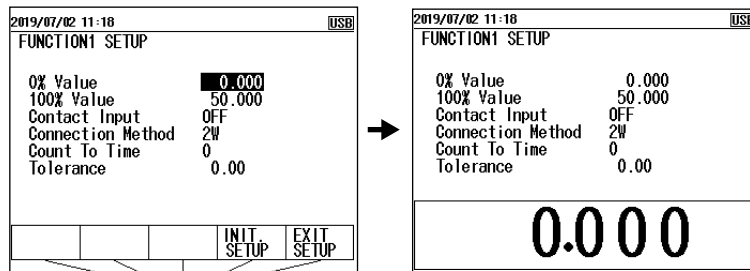 2019/07/02 11:18 USB
FUNCTION1 SETUP
0% Value 0.000
100% Value 50.000
Contact Input OFF
Connection Method 2W
Count To Time 0
Tolerance 0.00
INIT. SETUP EXIT SETUP
2019/07/02 11:18 USB
FUNCTION1 SETUP
0% Value 0.000
100% Value 50.000
Contact Input OFF
Connection Method 2W
Count To Time 0
Tolerance 0.00
0.000